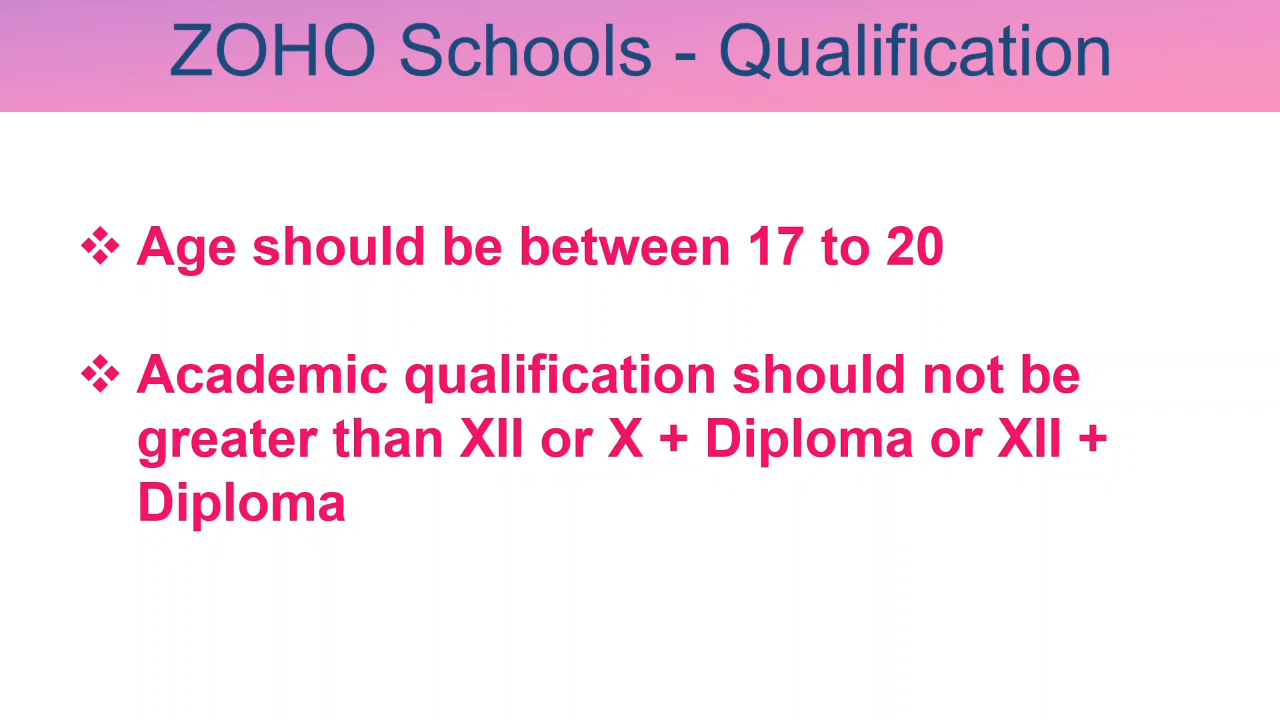 ZOHO Schools - Qualification
❖ Age should be between 17 to 20
❖ Academic qualification should not be
greater than XII or X + Diploma or XII +
Diploma